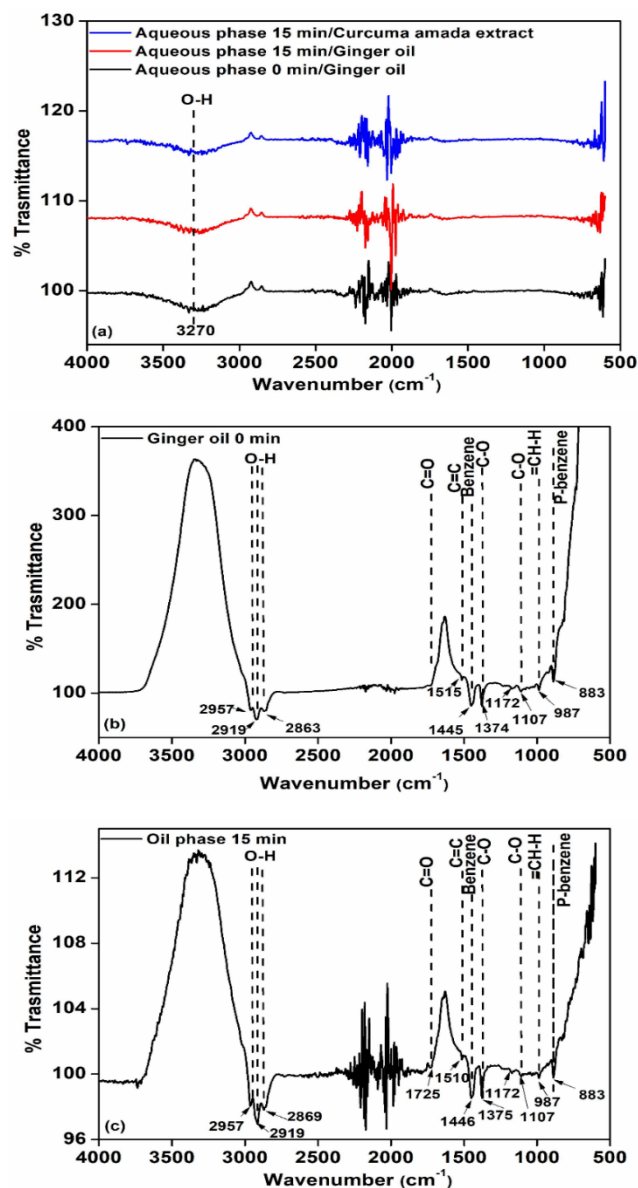 Aqueous phase 15 min/Curcuma amada extract
Aqueous phase 15 min/Ginger oil
Aqueous phase 0 min/Ginger oil
O-H
% Trasmittance
130
120
110
100
(a)
3270
4000 3500 3000 2500 2000 1500 1000 500
Wavenumber (cm⁻¹)
Ginger oil 0 min
O-H
C=O
C=C
Benzene
C-O
C-O
=CH-H
P-benzene
% Trasmittance
400
300
200
100
2957
2919
2863
1515
1445
1374
1172
1107
987
883
(b)
4000 3500 3000 2500 2000 1500 1000 500
Wavenumber (cm⁻¹)
Oil phase 15 min
O-H
C=O
C=C
Benzene
C-O
C-O
=CH-H
P-benzene
% Trasmittance
112
108
104
100
96
2957
2919
2869
1725
1510
1446
1375
1172
1107
987
883
(c)
4000 3500 3000 2500 2000 1500 1000 500
Wavenumber (cm⁻¹)